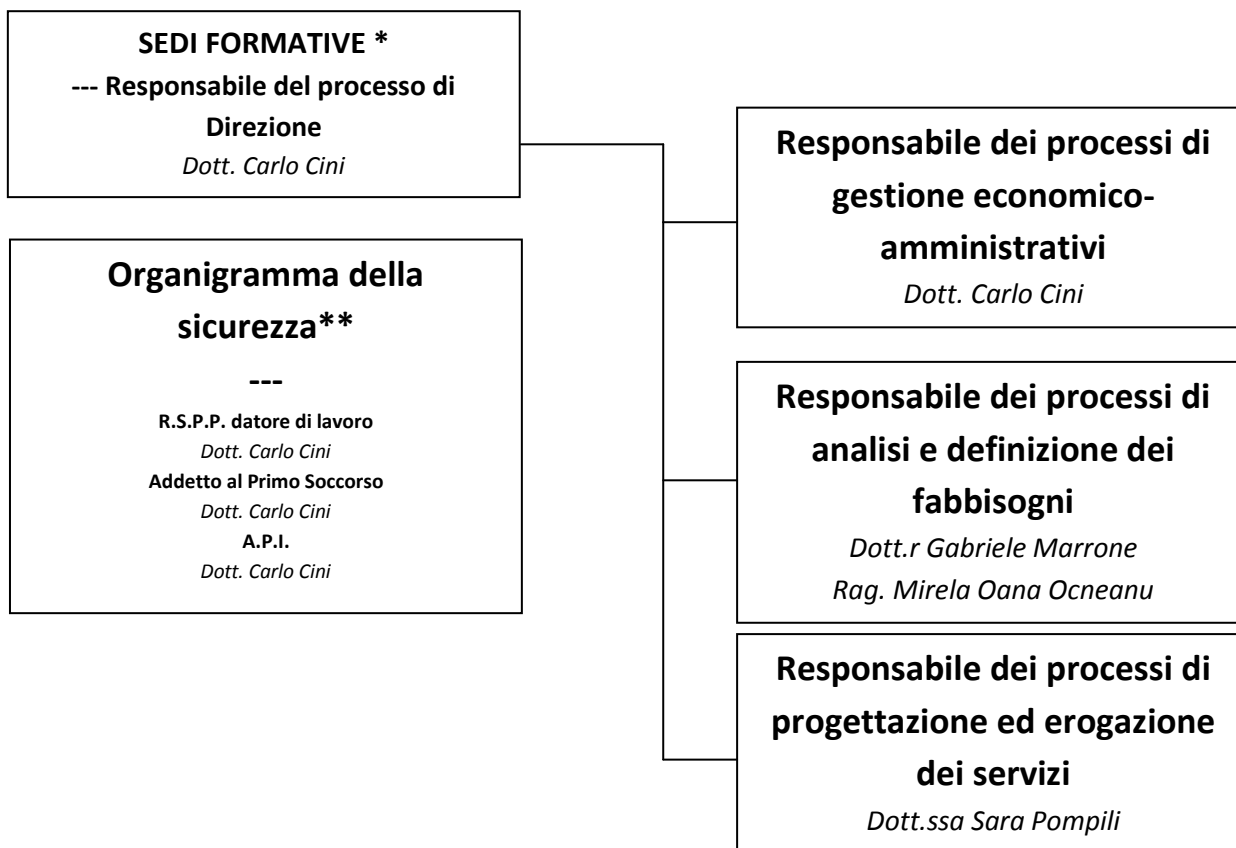 SEDI FORMATIVE *
--- Responsabile del processo di
Direzione
Dott. Carlo Cini
Organigramma della
sicurezza**
---
R.S.P.P. datore di lavoro
Dott. Carlo Cini
Addetto al Primo Soccorso
Dott. Carlo Cini
A.P.I.
Dott. Carlo Cini
Responsabile dei processi di
gestione economico-
amministrativi
Dott. Carlo Cini
Responsabile dei processi di
analisi e definizione dei
fabbisogni
Dott.r Gabriele Marrone
Rag. Mirela Oana Ocneanu
Responsabile dei processi di
progettazione ed erogazione
dei servizi
Dott.ssa Sara Pompili